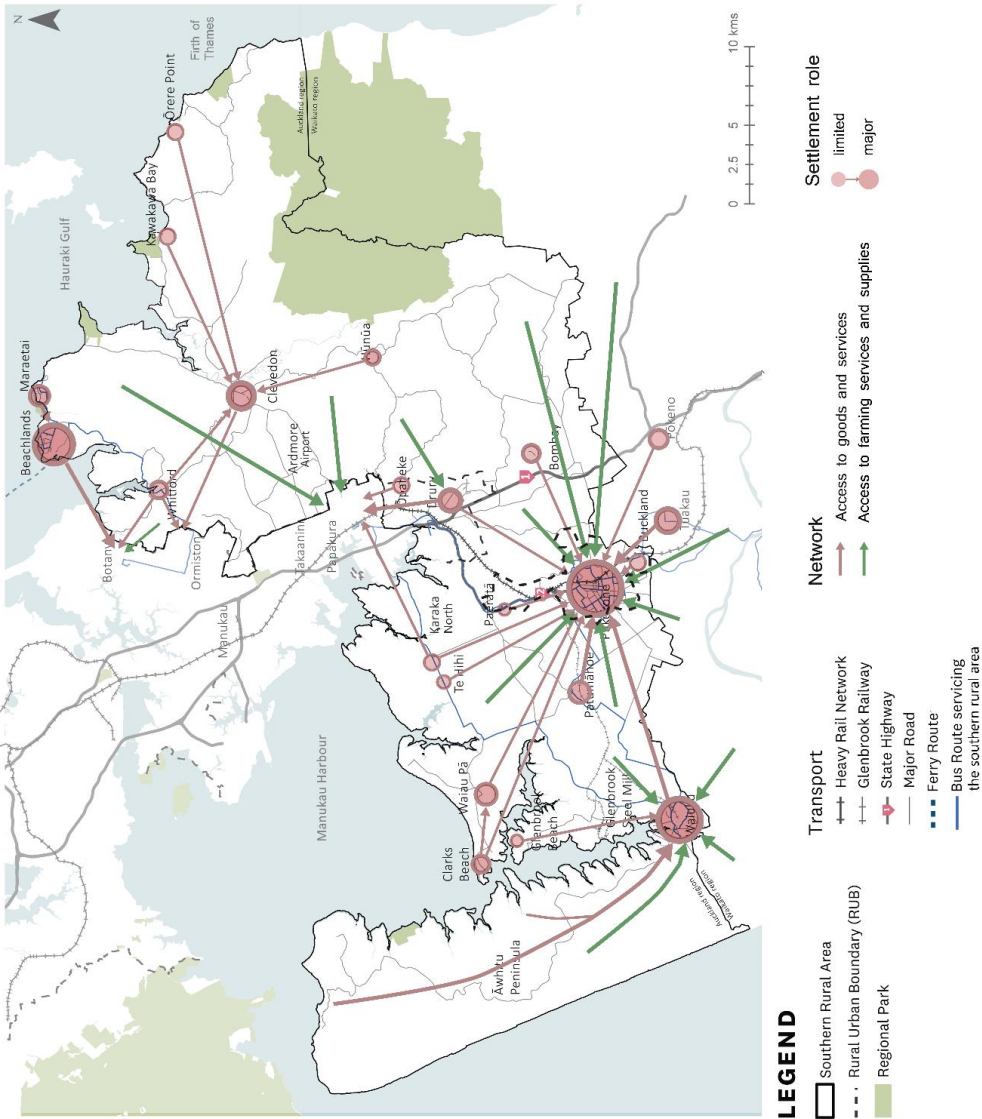 N
Firth of
Thames
Ōrere Point
Kawakawa Bay
Hauraki Gulf
Auckland region
Waikato region
Maraetai
Beachlands
Whitford
Clevedon
Hūnūa
Botany
Ormiston
Ardmore
Airport
Takaanini
Papakura
Ōpaheke
Drury
Manukau
Bombay
1
Pōkeno
Buckland
Tuakau
Karaka
North
Te Hihi
Paeratā
Pukekohe
Patumāhoe
Manukau Harbour
Waiau Pā
Clarks
Beach
Glenbrook
Beach
Glenbrook
Steel Mill
Waiuku
Āwhitu
Peninsula
Auckland region
Waikato region
0 2.5 5 10 kms
LEGEND
Southern Rural Area
Rural Urban Boundary (RUB)
Regional Park
Transport
Heavy Rail Network
Glenbrook Railway
1 State Highway
Major Road
Ferry Route
Bus Route servicing
the southern rural area
Network
Access to goods and services
Access to farming services and supplies
Settlement role
limited
major